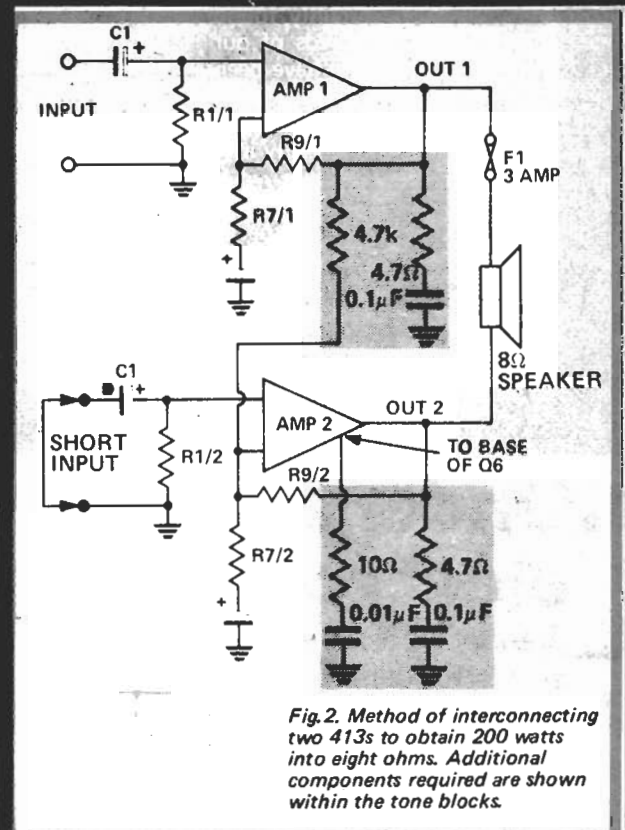 C1
+
OUT 1
INPUT
R1/1
AMP 1
R9/1
F1
3 AMP
R7/1
+
4.7k
4.7Ω
0.1μF
8Ω
SPEAKER
C1
+
OUT 2
SHORT
INPUT
R1/2
AMP 2
TO BASE
OF Q6
R9/2
R7/2
+
10Ω
4.7Ω
0.01μF
0.1μF
Fig.2. Method of interconnecting
two 413s to obtain 200 watts
into eight ohms. Additional
components required are shown
within the tone blocks.